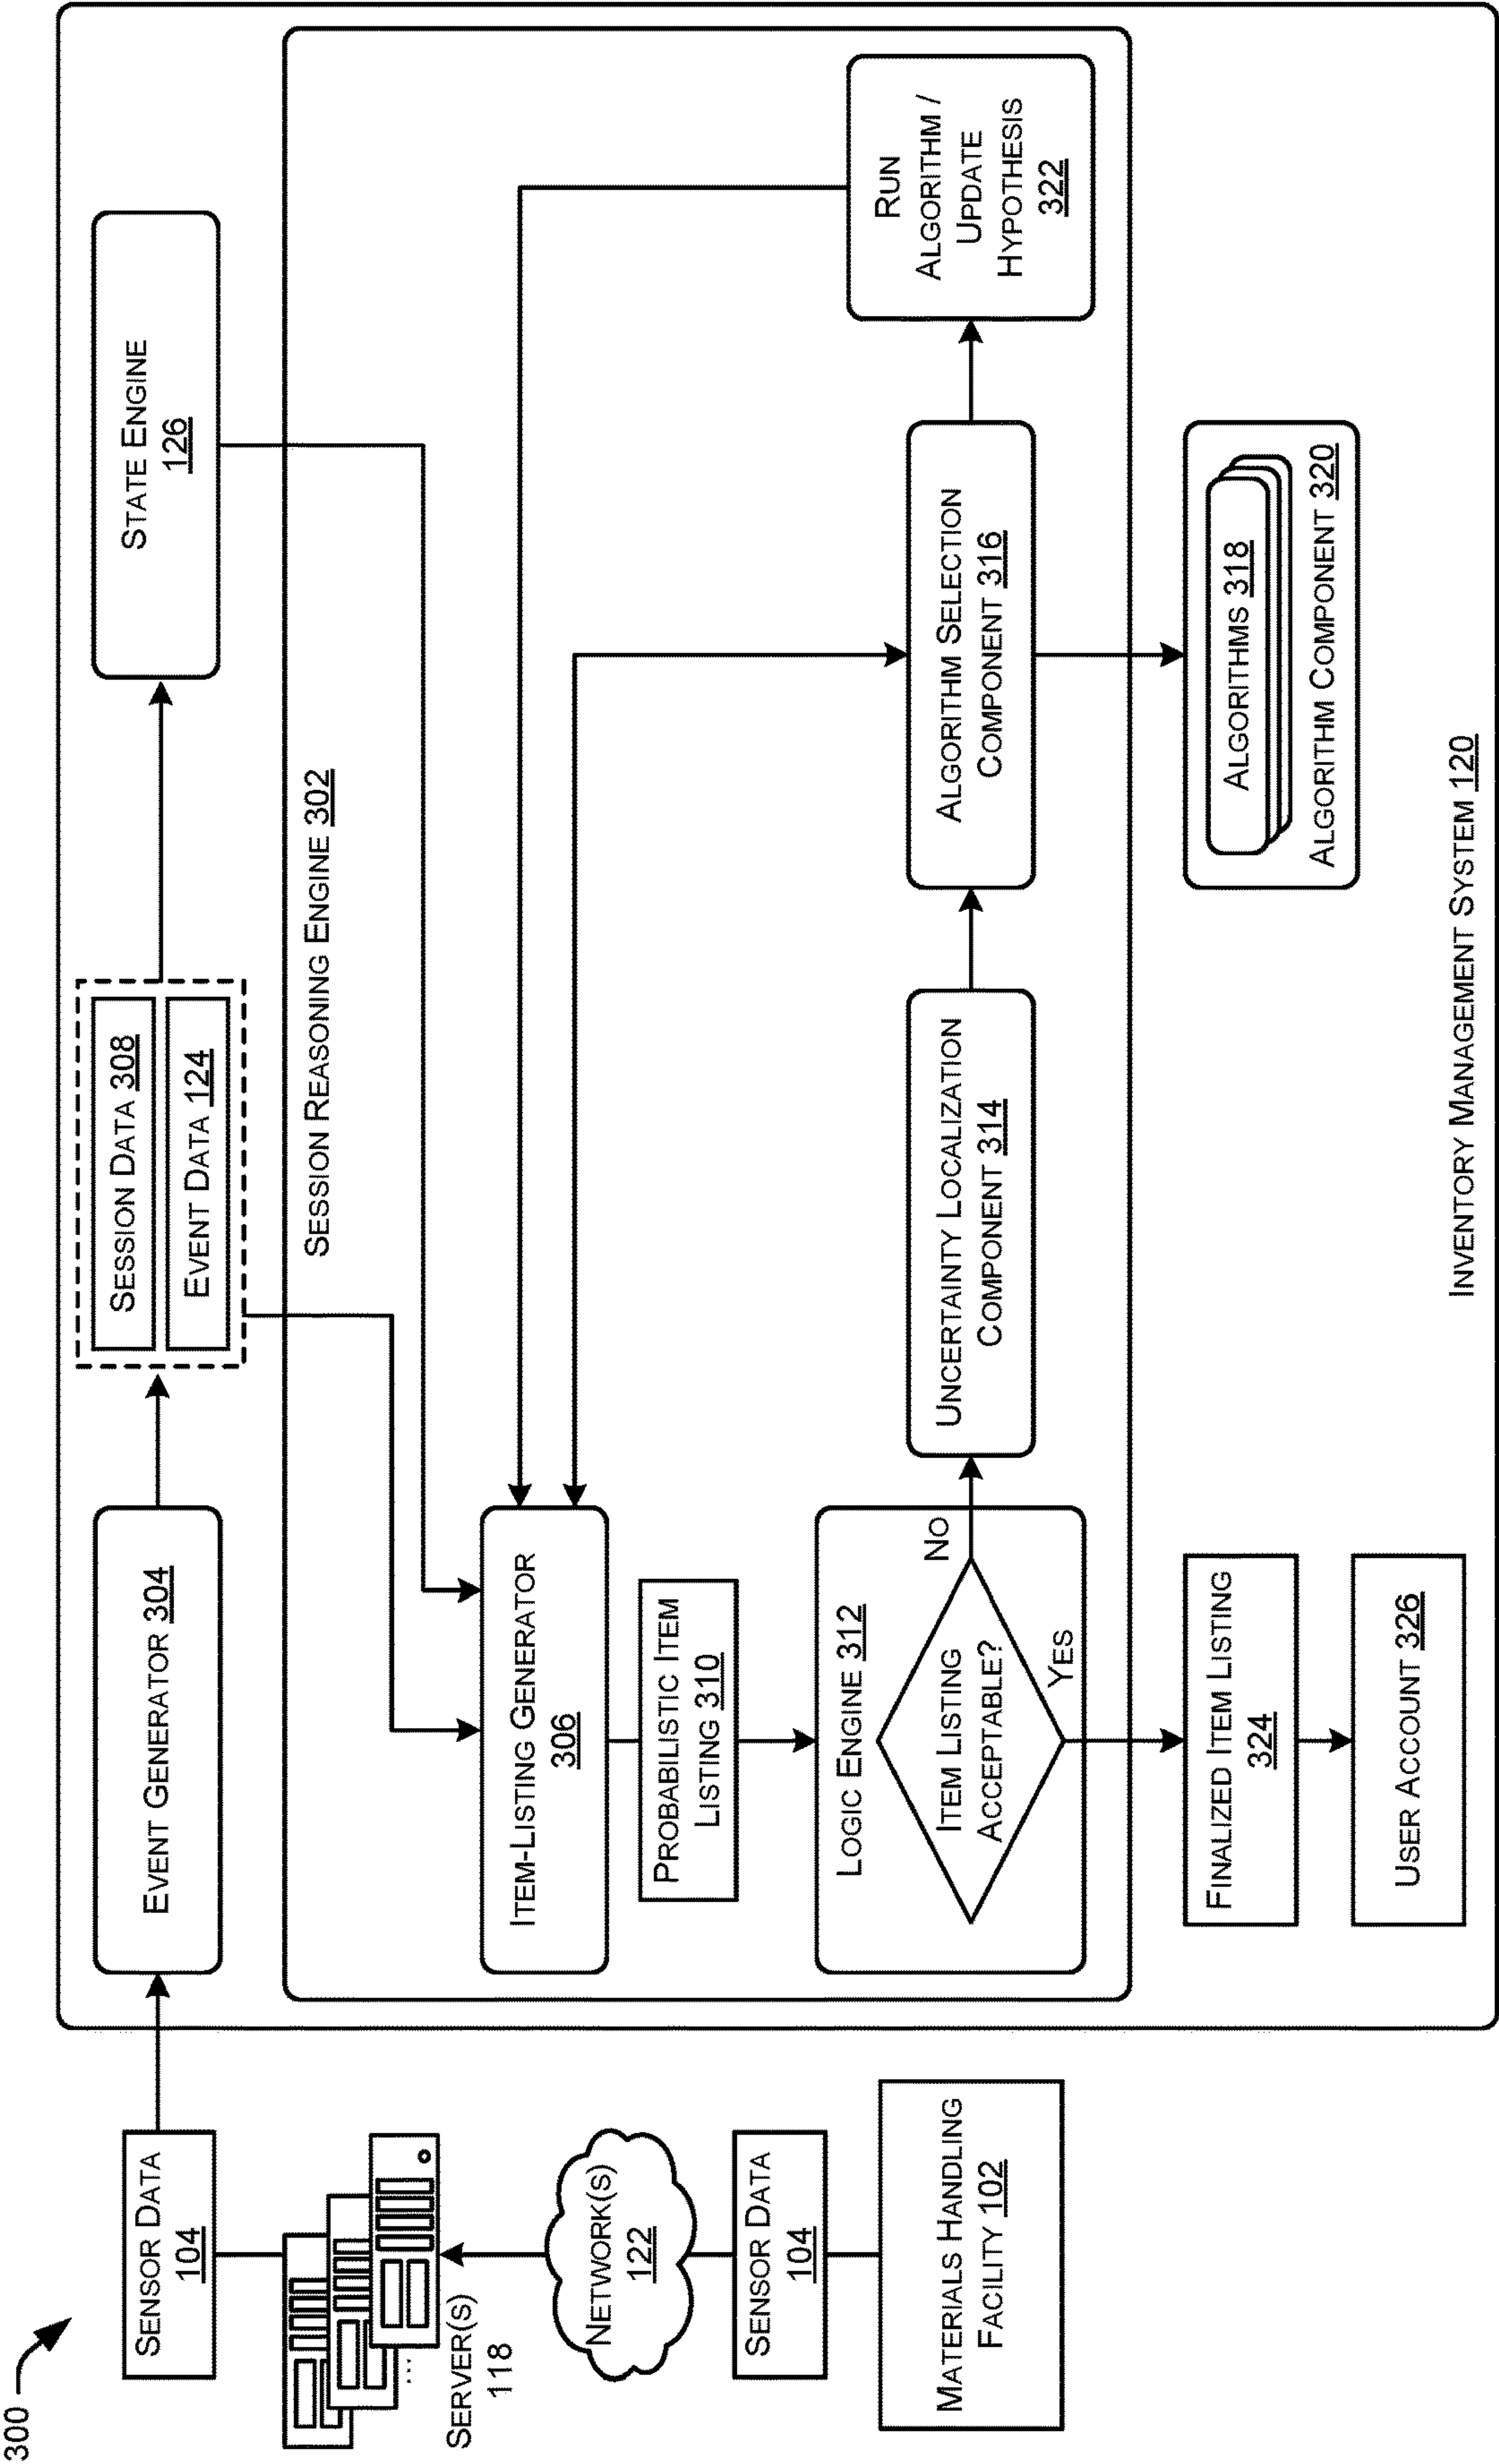 300
SENSOR DATA
104
SERVER(S)
118
...
NETWORK(S)
122
SENSOR DATA
104
MATERIALS HANDLING
FACILITY 102
EVENT GENERATOR 304
SESSION DATA 308
EVENT DATA 124
STATE ENGINE
126
SESSION REASONING ENGINE 302
ITEM-LISTING GENERATOR
306
PROBABILISTIC ITEM
LISTING 310
LOGIC ENGINE 312
ITEM LISTING
ACCEPTABLE?
NO
YES
UNCERTAINTY LOCALIZATION
COMPONENT 314
ALGORITHM SELECTION
COMPONENT 316
RUN
ALGORITHM /
UPDATE
HYPOTHESIS
322
FINALIZED ITEM LISTING
324
USER ACCOUNT 326
ALGORITHMS 318
ALGORITHM COMPONENT 320
INVENTORY MANAGEMENT SYSTEM 120